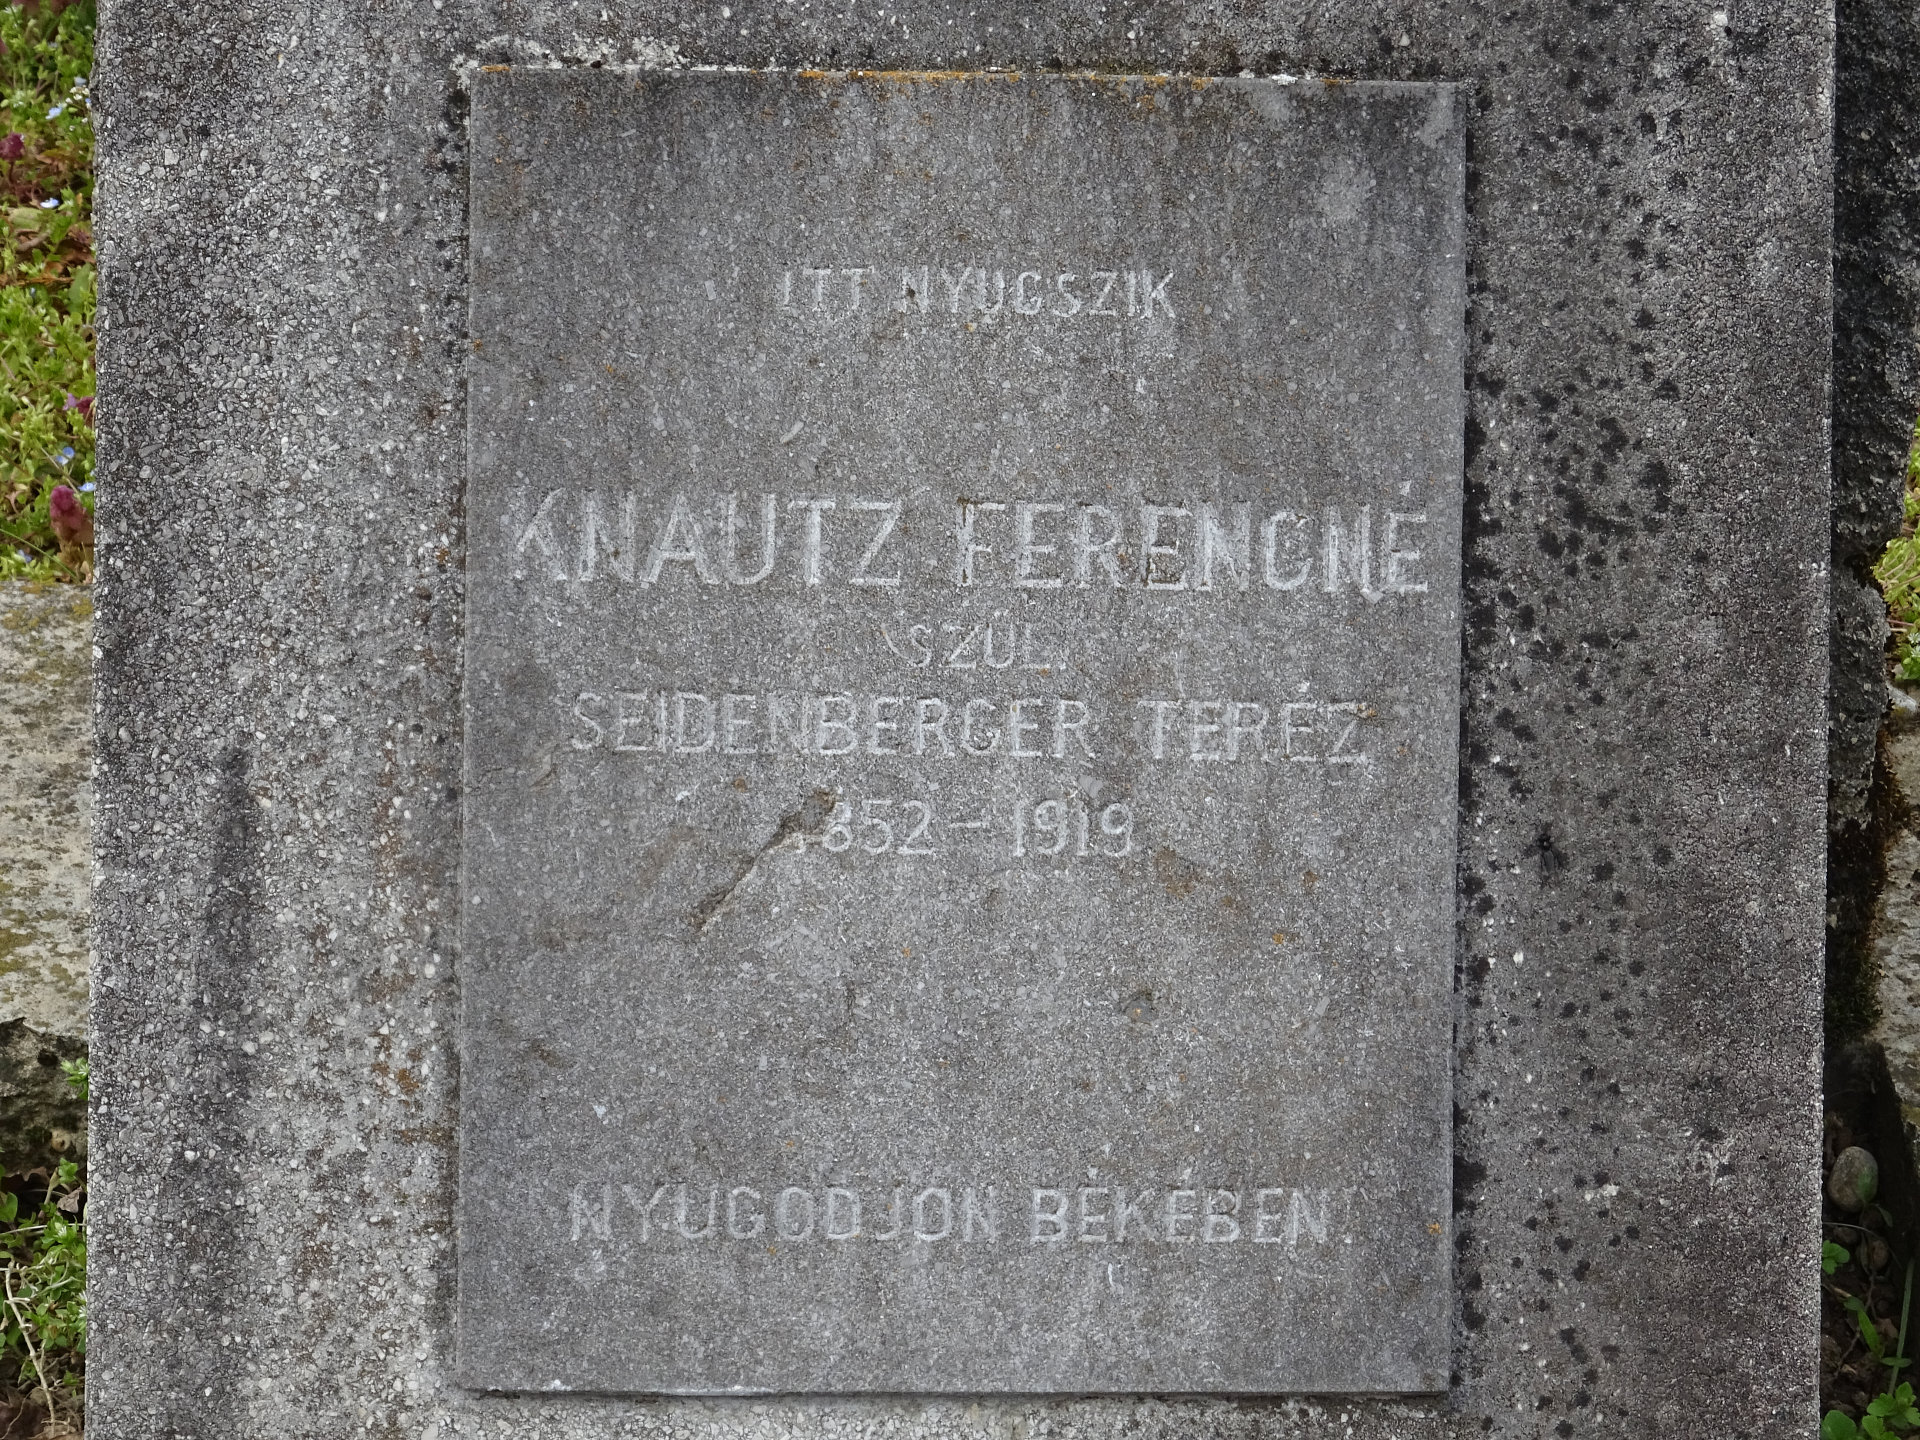 ITT NYUGSZIK
KNAUTZ FERENCNÉ
SZÜL.
SEIDENBERGER TERÉZ
1852 – 1919
NYUGODJON BÉKÉBEN!